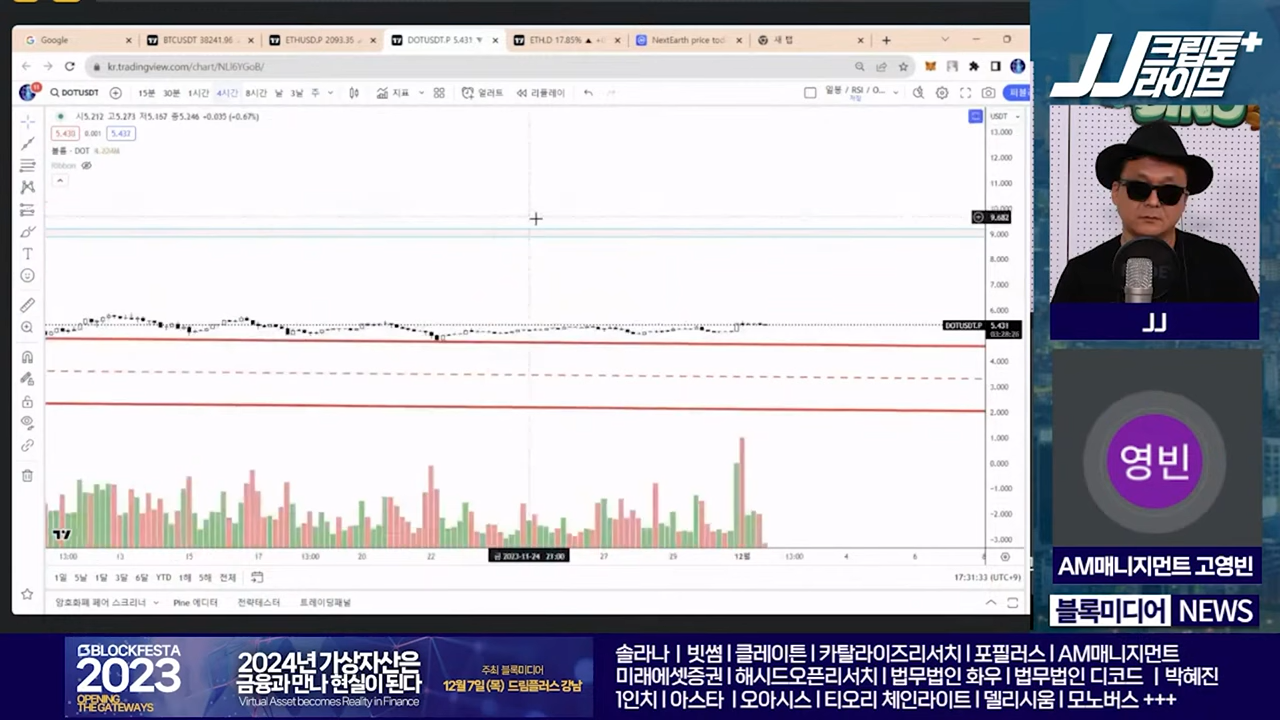 Google
BTCUSDT 38241.96
ETHUSD.P 2093.35
DOTUSDT.P 5.431
ETH.D 17.85%
NextEarth price tod
새 탭
kr.tradingview.com/chart/NLI6YGoB/
DOTUSDT
15분 30분 1시간 4시간 8시간 날 3날 주
지표
얼러트
리플레이
일봉 / RSI / O...
저장
시5.212 고5.273 저5.167 종5.246 +0.035 (+0.67%)
USDT
5.430 0.001 5.431
볼륨 · DOT
Ribbon
13.000
12.000
11.000
10.000
9.682
9.000
8.000
7.000
6.000
DOTUSDT.P 5.431
03:28:26
4.000
3.000
2.000
1.000
0.000
-1.000
-2.000
-3.000
13:00 13 15 17 13:00 20 22 금 2023-11-24 21:00 27 29 12월 13:00 4 6
1일 5날 1달 3달 6달 YTD 1해 5해 전체
17:31:33 (UTC+9)
암호화폐 페어 스크리너 Pine 에디터 전략테스터 트레이딩패널
JJ 크립토+
라이브
JJ
영빈
AM매니지먼트 고영빈
블록미디어 NEWS
BLOCKFESTA
2023
OPENING
THE GATEWAYS
2024년 가상자산은
금융과 만나 현실이 된다
Virtual Asset becomes Reality in Finance
주최 블록미디어
12월 7일(목) 드림플러스 강남
솔라나 | 빗썸 | 클레이튼 | 카탈라이즈리서치 | 포필러스 | AM매니지먼트
미래에셋증권 | 해시드오픈리서치 | 법무법인 화우 | 법무법인 디코드 | 박혜진
1인치 | 아스타 | 오아시스 | 티오리 체인라이트 | 델리시움 | 모노버스 +++